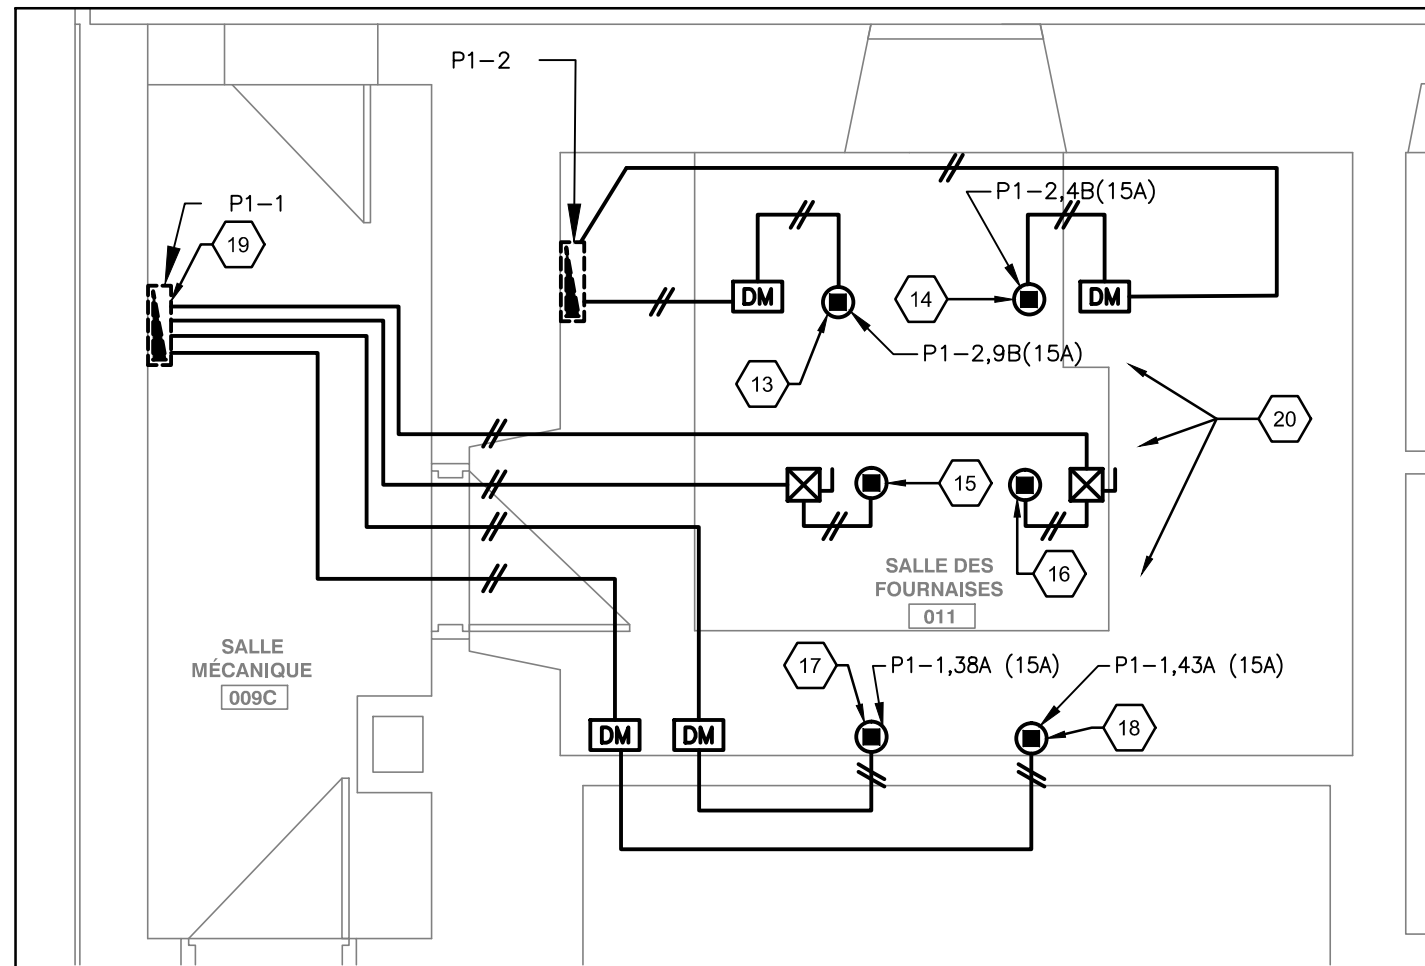 P1-2
P1-2,4B(15A)
P1-1
19
DM
14
DM
P1-2,9B(15A)
13
20
15
SALLE DES
FOURNAISES
011
16
SALLE
MÉCANIQUE
009C
17
P1-1,38A (15A)
P1-1,43A (15A)
DM
DM
18